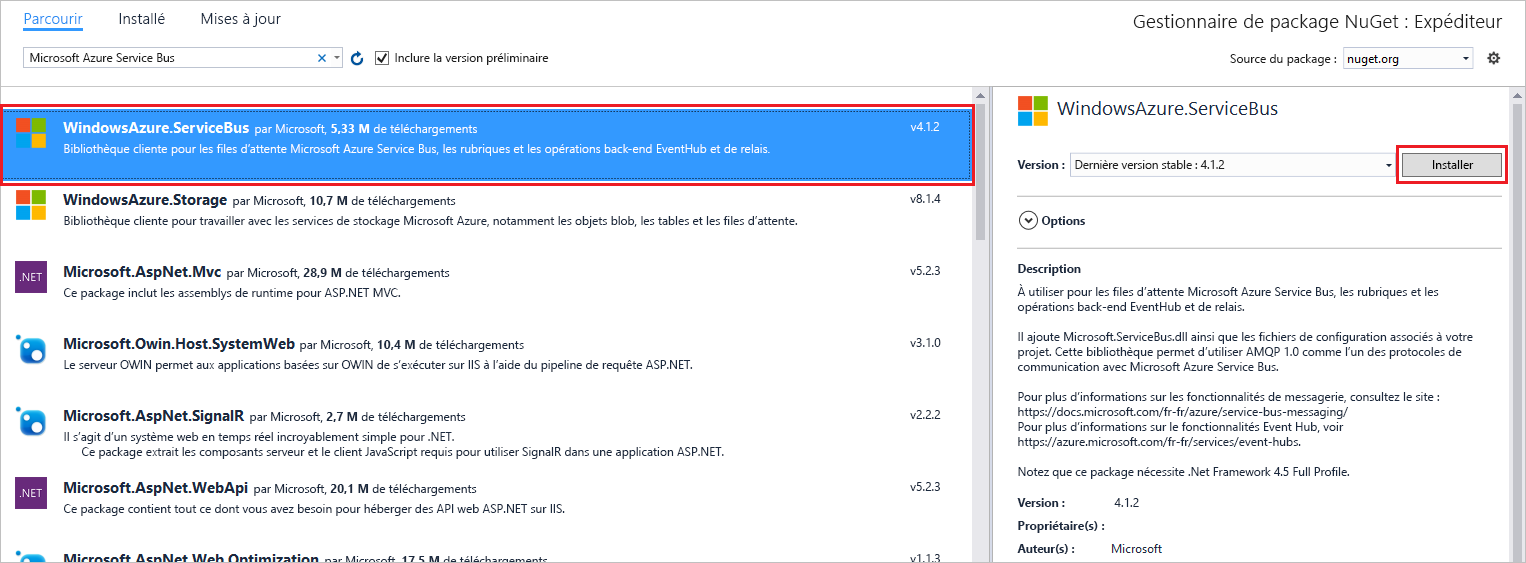 Parcourir Installé Mises à jour
Gestionnaire de package NuGet : Expéditeur
Microsoft Azure Service Bus
Inclure la version préliminaire
Source du package : nuget.org
WindowsAzure.ServiceBus par Microsoft, 5,33 M de téléchargements v4.1.2
Bibliothèque cliente pour les files d'attente Microsoft Azure Service Bus, les rubriques et les opérations back-end EventHub et de relais.
WindowsAzure.Storage par Microsoft, 10,7 M de téléchargements v8.1.4
Bibliothèque cliente pour travailler avec les services de stockage Microsoft Azure, notamment les objets blob, les tables et les files d'attente.
.NET
Microsoft.AspNet.Mvc par Microsoft, 28,9 M de téléchargements v5.2.3
Ce package inclut les assemblys de runtime pour ASP.NET MVC.
Microsoft.Owin.Host.SystemWeb par Microsoft, 10,4 M de téléchargements v3.1.0
Le serveur OWIN permet aux applications basées sur OWIN de s'exécuter sur IIS à l'aide du pipeline de requête ASP.NET.
Microsoft.AspNet.SignalR par Microsoft, 2,7 M de téléchargements v2.2.2
Il s'agit d'un système web en temps réel incroyablement simple pour .NET.
Ce package extrait les composants serveur et le client JavaScript requis pour utiliser SignalR dans une application ASP.NET.
.NET
Microsoft.AspNet.WebApi par Microsoft, 20,1 M de téléchargements v5.2.3
Ce package contient tout ce dont vous avez besoin pour héberger des API web ASP.NET sur IIS.
Microsoft.AspNet.Web.Optimization par Microsoft, 17,5 M de téléchargements v1.1.3
WindowsAzure.ServiceBus
Version : Dernière version stable : 4.1.2 Installer
Options
Description
À utiliser pour les files d'attente Microsoft Azure Service Bus, les rubriques et les
opérations back-end EventHub et de relais.
Il ajoute Microsoft.ServiceBus.dll ainsi que les fichiers de configuration associés à votre
projet. Cette bibliothèque permet d'utiliser AMQP 1.0 comme l'un des protocoles de
communication avec Microsoft Azure Service Bus.
Pour plus d'informations sur les fonctionnalités de messagerie, consultez le site :
https://docs.microsoft.com/fr-fr/azure/service-bus-messaging/
Pour plus d'informations sur le fonctionnalités Event Hub, voir
https://azure.microsoft.com/fr-fr/services/event-hubs.
Notez que ce package nécessite .Net Framework 4.5 Full Profile.
Version : 4.1.2
Propriétaire(s) :
Auteur(s) : Microsoft